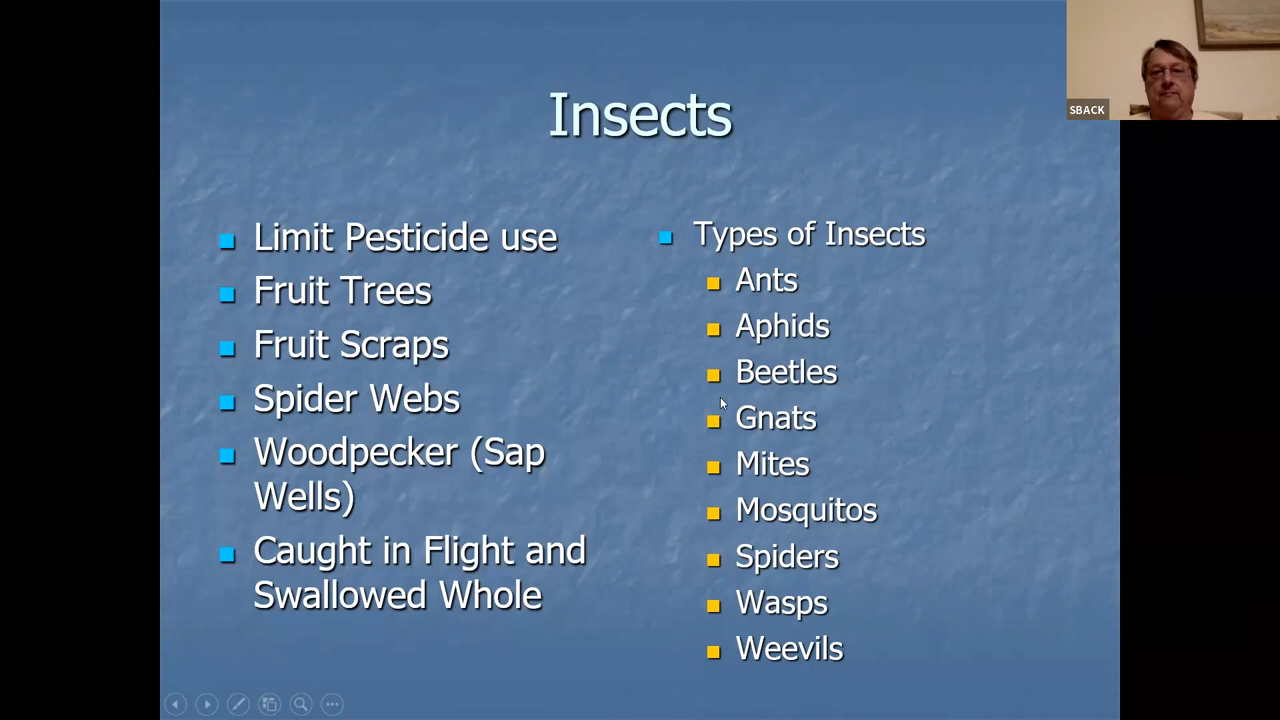 Insects
Limit Pesticide use
Fruit Trees
Fruit Scraps
Spider Webs
Woodpecker (Sap
Wells)
Caught in Flight and
Swallowed Whole
Types of Insects
Ants
Aphids
Beetles
Gnats
Mites
Mosquitos
Spiders
Wasps
Weevils
SBACK